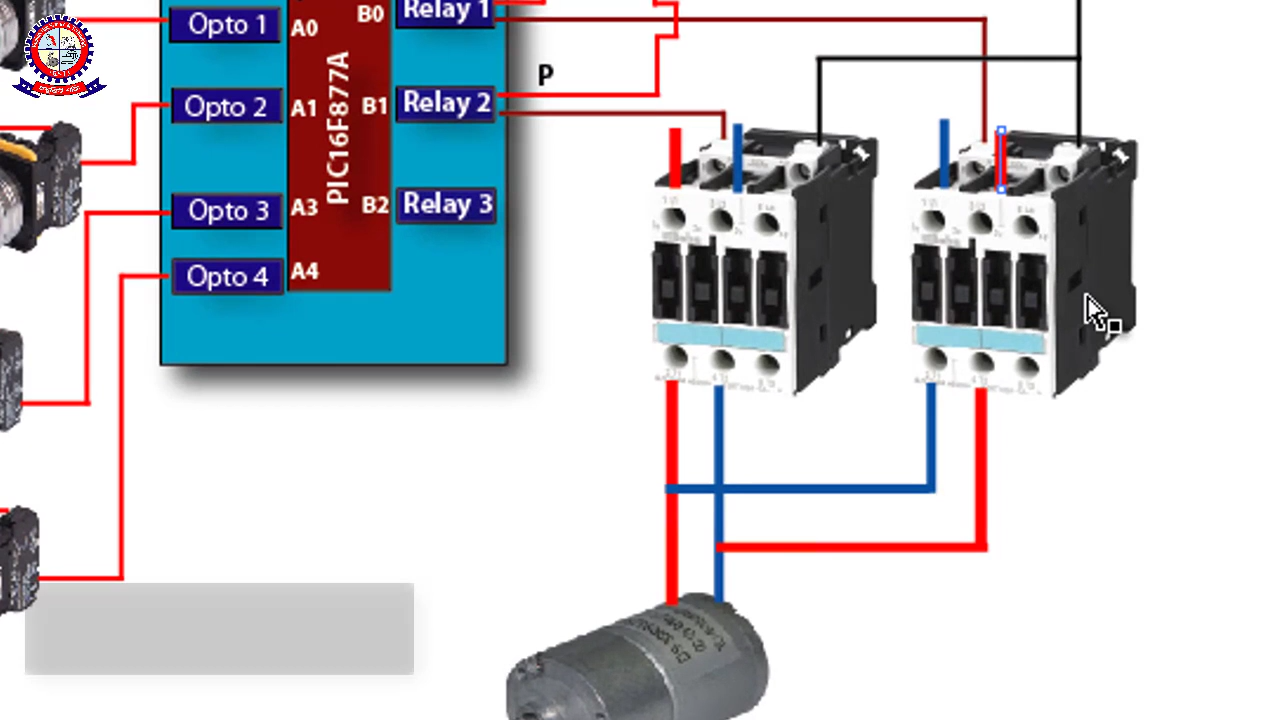 Opto 1
A0
B0
Relay 1
Opto 2
A1
B1
Relay 2
P
PIC16F877A
Opto 3
A3
B2
Relay 3
Opto 4
A4